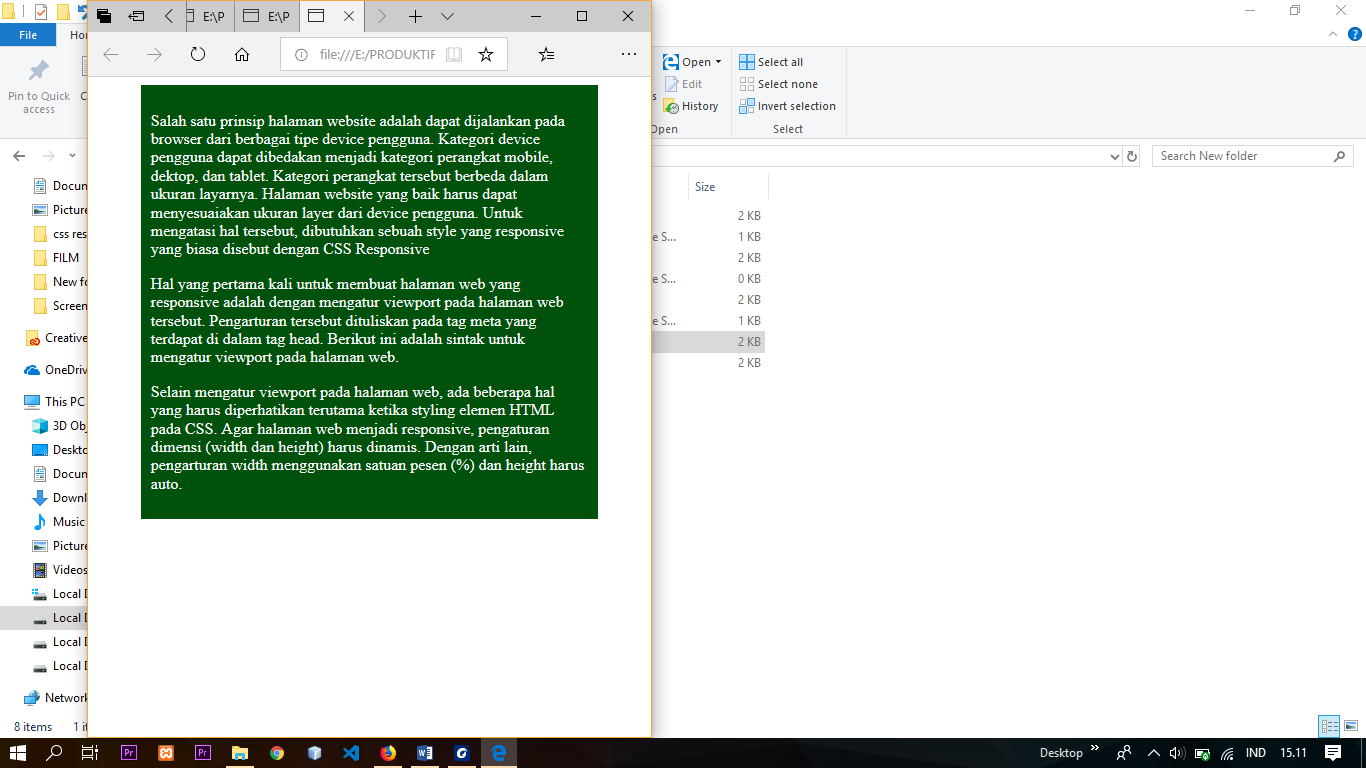 File
Pin to Quick
access
E:\P
E:\P
file:///E:/PRODUKTIF
Salah satu prinsip halaman website adalah dapat dijalankan pada
browser dari berbagai tipe device pengguna. Kategori device
pengguna dapat dibedakan menjadi kategori perangkat mobile,
dektop, dan tablet. Kategori perangkat tersebut berbeda dalam
ukuran layarnya. Halaman website yang baik harus dapat
menyesuaiakan ukuran layer dari device pengguna. Untuk
mengatasi hal tersebut, dibutuhkan sebuah style yang responsive
yang biasa disebut dengan CSS Responsive
Hal yang pertama kali untuk membuat halaman web yang
responsive adalah dengan mengatur viewport pada halaman web
tersebut. Pengarturan tersebut dituliskan pada tag meta yang
terdapat di dalam tag head. Berikut ini adalah sintak untuk
mengatur viewport pada halaman web.
Selain mengatur viewport pada halaman web, ada beberapa hal
yang harus diperhatikan terutama ketika styling elemen HTML
pada CSS. Agar halaman web menjadi responsive, pengaturan
dimensi (width dan height) harus dinamis. Dengan arti lain,
pengarturan width menggunakan satuan pesen (%) dan height harus
auto.
Open
Edit
History
Open
Select all
Select none
Invert selection
Select
Search New folder
Size
2 KB
e S... 1 KB
2 KB
e S... 0 KB
2 KB
e S... 1 KB
2 KB
2 KB
Docun
Picture
css res
FILM
New fo
Screen
Creative
OneDriv
This PC
3D Obj
Deskto
Docun
Downl
Music
Picture
Videos
Local D
Local D
Local D
Local D
Network
8 items 1 it
Desktop
IND
15.11